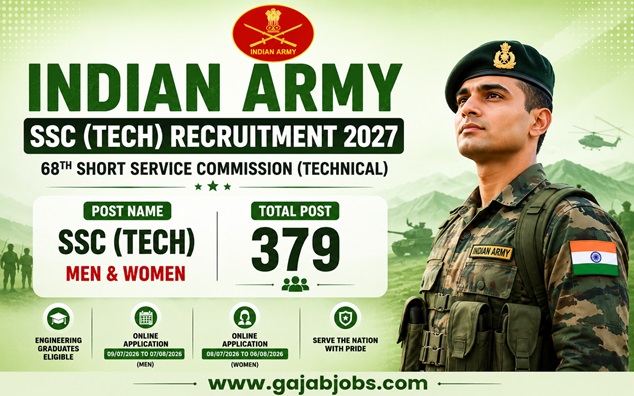 INDIAN ARMY
INDIAN ARMY
SSC (TECH) RECRUITMENT 2027
68TH SHORT SERVICE COMMISSION (TECHNICAL)
POST NAME
SSC (TECH)
MEN & WOMEN
TOTAL POST
379
INDIAN ARMY
ENGINEERING
GRADUATES
ELIGIBLE
ONLINE
APPLICATION
09/07/2026 TO 07/08/2026
(MEN)
ONLINE
APPLICATION
08/07/2026 TO 06/08/2026
(WOMEN)
SERVE THE NATION
WITH PRIDE
www.gajabjobs.com